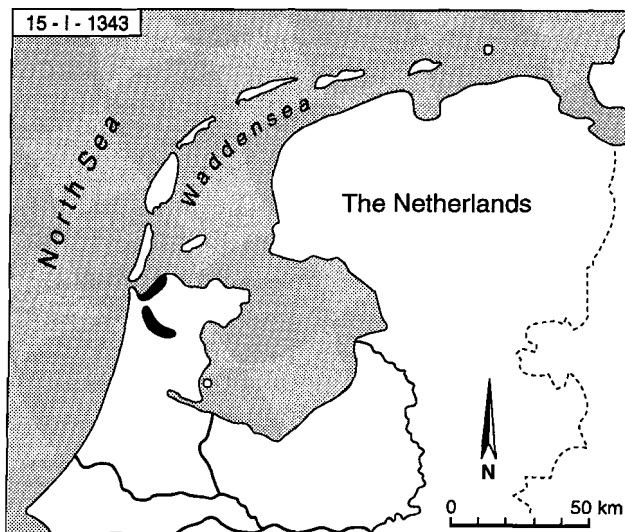 15 - I - 1343
North Sea
Waddensea
The Netherlands
N
0 50 km